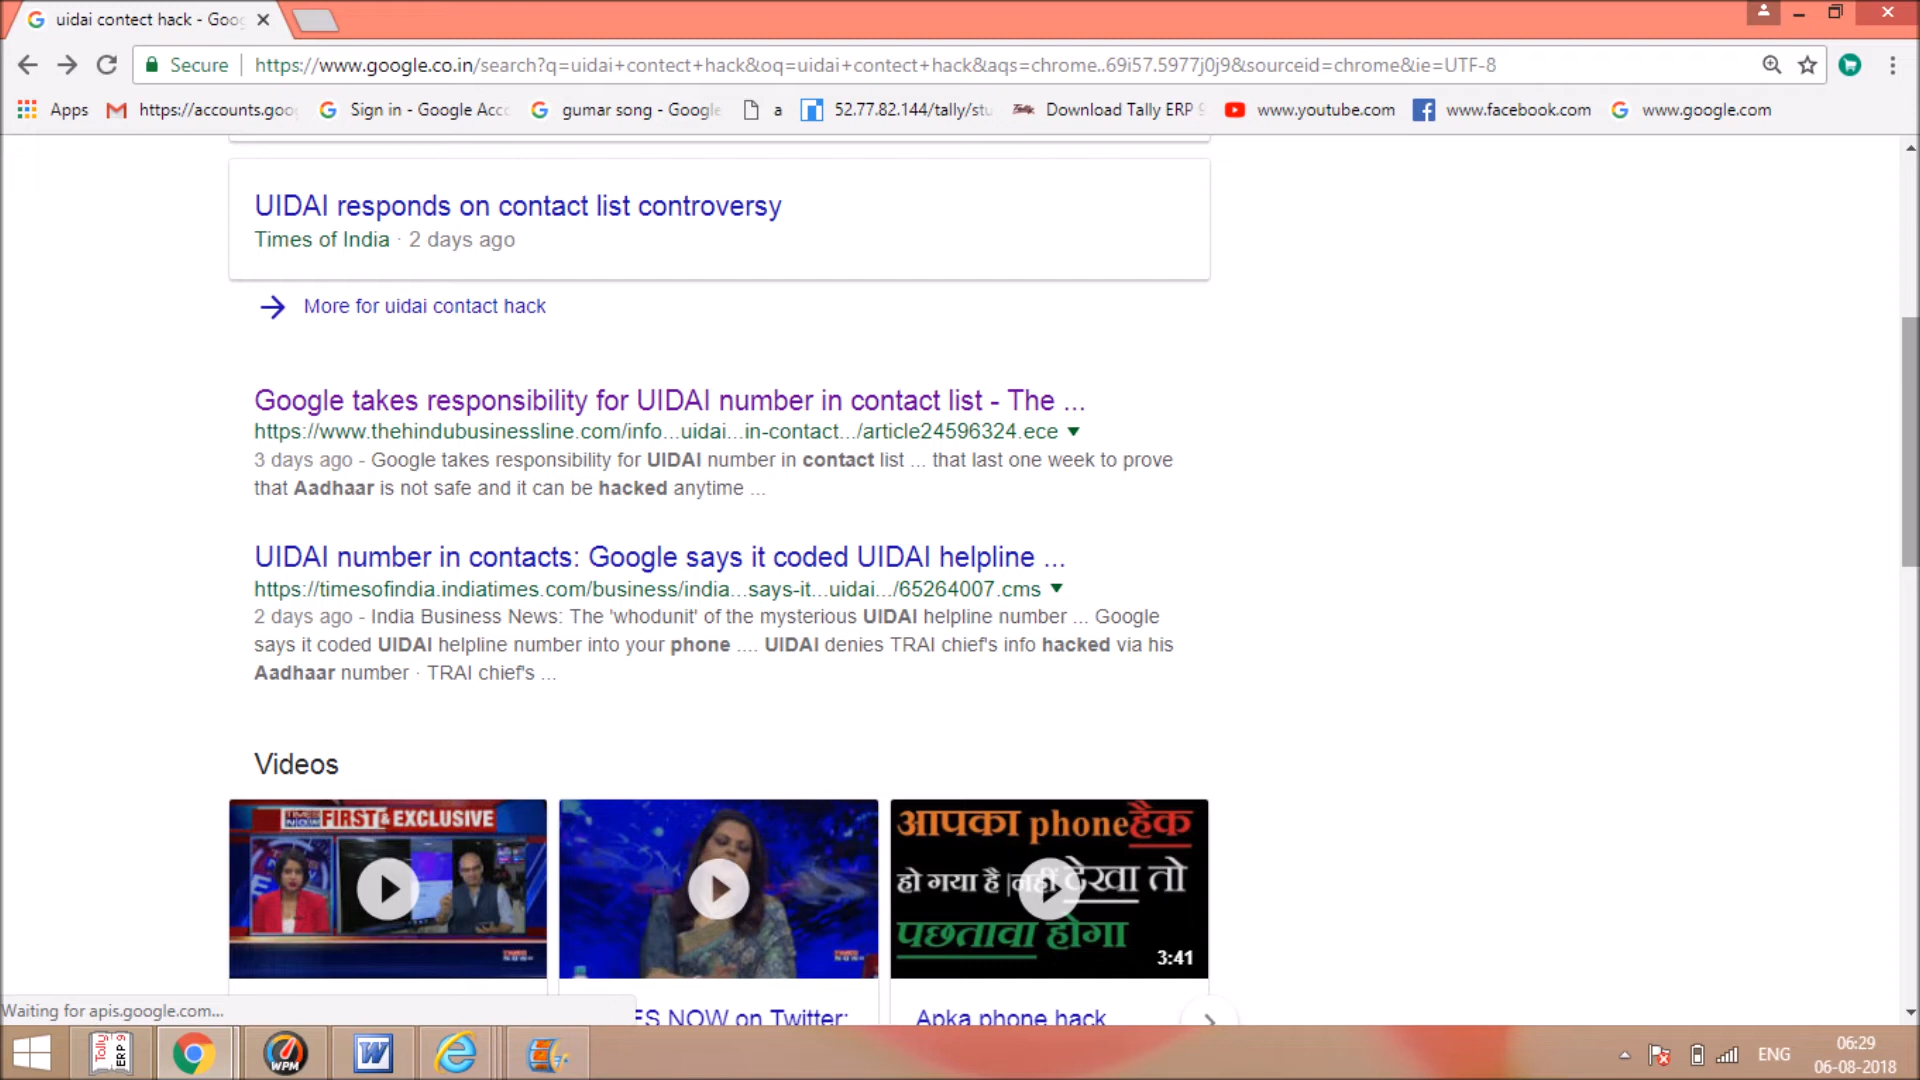 uidai contect hack - Goo
Secure
https://www.google.co.in/search?q=uidai+contect+hack&oq=uidai+contect+hack&aqs=chrome..69i57.5977j0j9&sourceid=chrome&ie=UTF-8
Apps
https://accounts.goo
Sign in - Google Acc
gumar song - Google
a
52.77.82.144/tally/stu
Download Tally ERP 9
www.youtube.com
www.facebook.com
www.google.com
UIDAI responds on contact list controversy
Times of India · 2 days ago
More for uidai contact hack
Google takes responsibility for UIDAI number in contact list - The ...
https://www.thehindubusinessline.com/info...uidai...in-contact.../article24596324.ece
3 days ago - Google takes responsibility for UIDAI number in contact list ... that last one week to prove
that Aadhaar is not safe and it can be hacked anytime ...
UIDAI number in contacts: Google says it coded UIDAI helpline ...
https://timesofindia.indiatimes.com/business/india...says-it...uidai.../65264007.cms
2 days ago - India Business News: The 'whodunit' of the mysterious UIDAI helpline number ... Google
says it coded UIDAI helpline number into your phone .... UIDAI denies TRAI chief's info hacked via his
Aadhaar number · TRAI chief's ...
Videos
FIRST & EXCLUSIVE
आपका phone हैक
हो गया है | नहीं देखा तो
पछतावा होगा
3:41
ES NOW on Twitter:
Apka phone hack
Waiting for apis.google.com...
Tally
ERP 9
WPM
ENG
06:29
06-08-2018